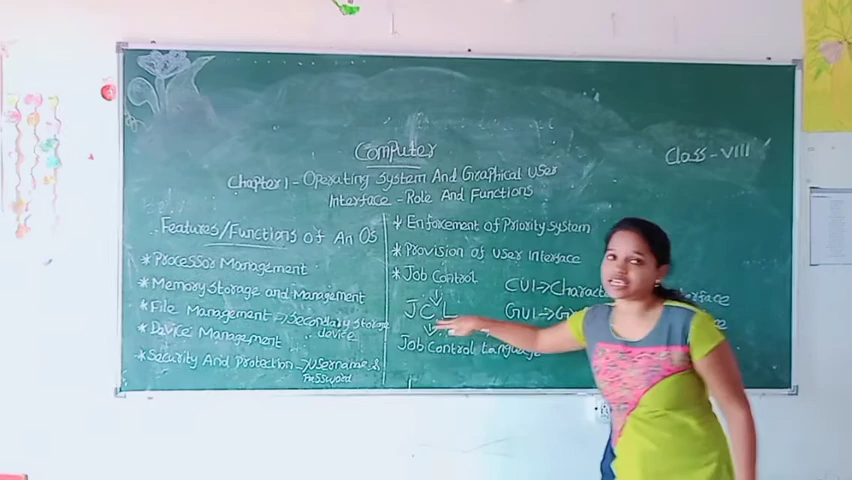 Computer
Class - VIII
Chapter 1 - Operating System And Graphical User
Interface - Role And Functions
Features/Functions of An OS
* Processor Management
* Memory Storage and Management
* File Management → Secondary Storage
device
* Device Management
* Security And Protection → Username &
Password
* Enforcement of Priority System
* Provision of User Interface
* Job Control
JCL
Job Control Language
CUI → Charact rface
GUI → G